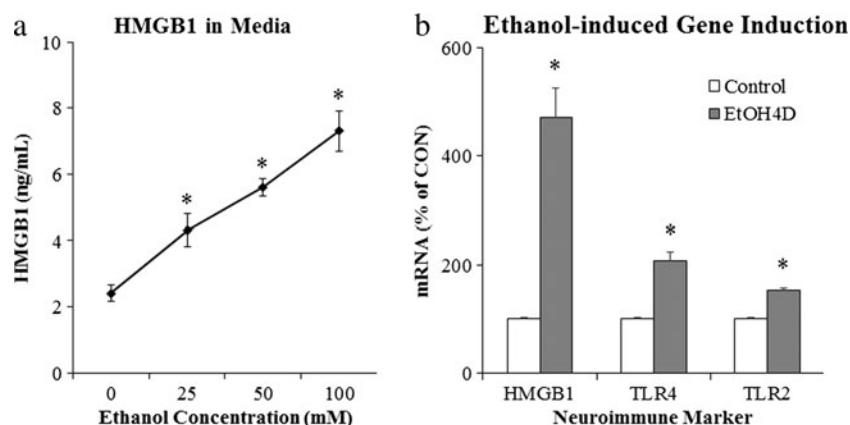 a
HMGB1 in Media
10
8
6
4
2
0
HMGB1 (ng/mL)
*
*
*
0 25 50 100
Ethanol Concentration (mM)
b
Ethanol-induced Gene Induction
600
400
200
0
mRNA (% of CON)
*
*
*
Control
EtOH4D
HMGB1 TLR4 TLR2
Neuroimmune Marker